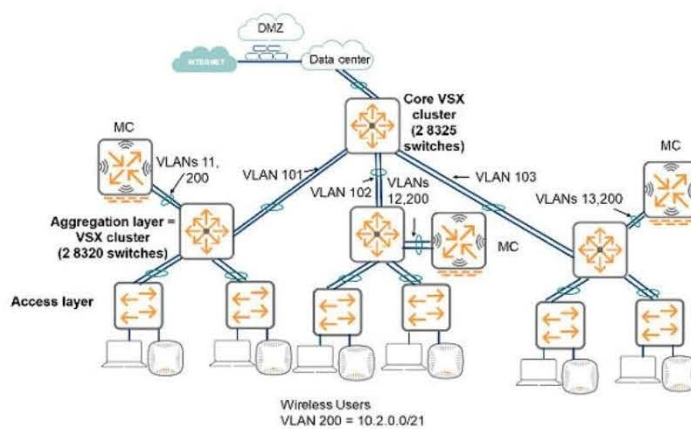 DMZ
INTERNET
Data center
Core VSX
cluster
(2 8325
switches)
MC
VLANs 11,
200
VLAN 101
VLAN 102
VLANs
12,200
VLAN 103
MC
VLANs 13,200
Aggregation layer =
VSX cluster
(2 8320 switches)
MC
Access layer
Wireless Users
VLAN 200 = 10.2.0.0/21